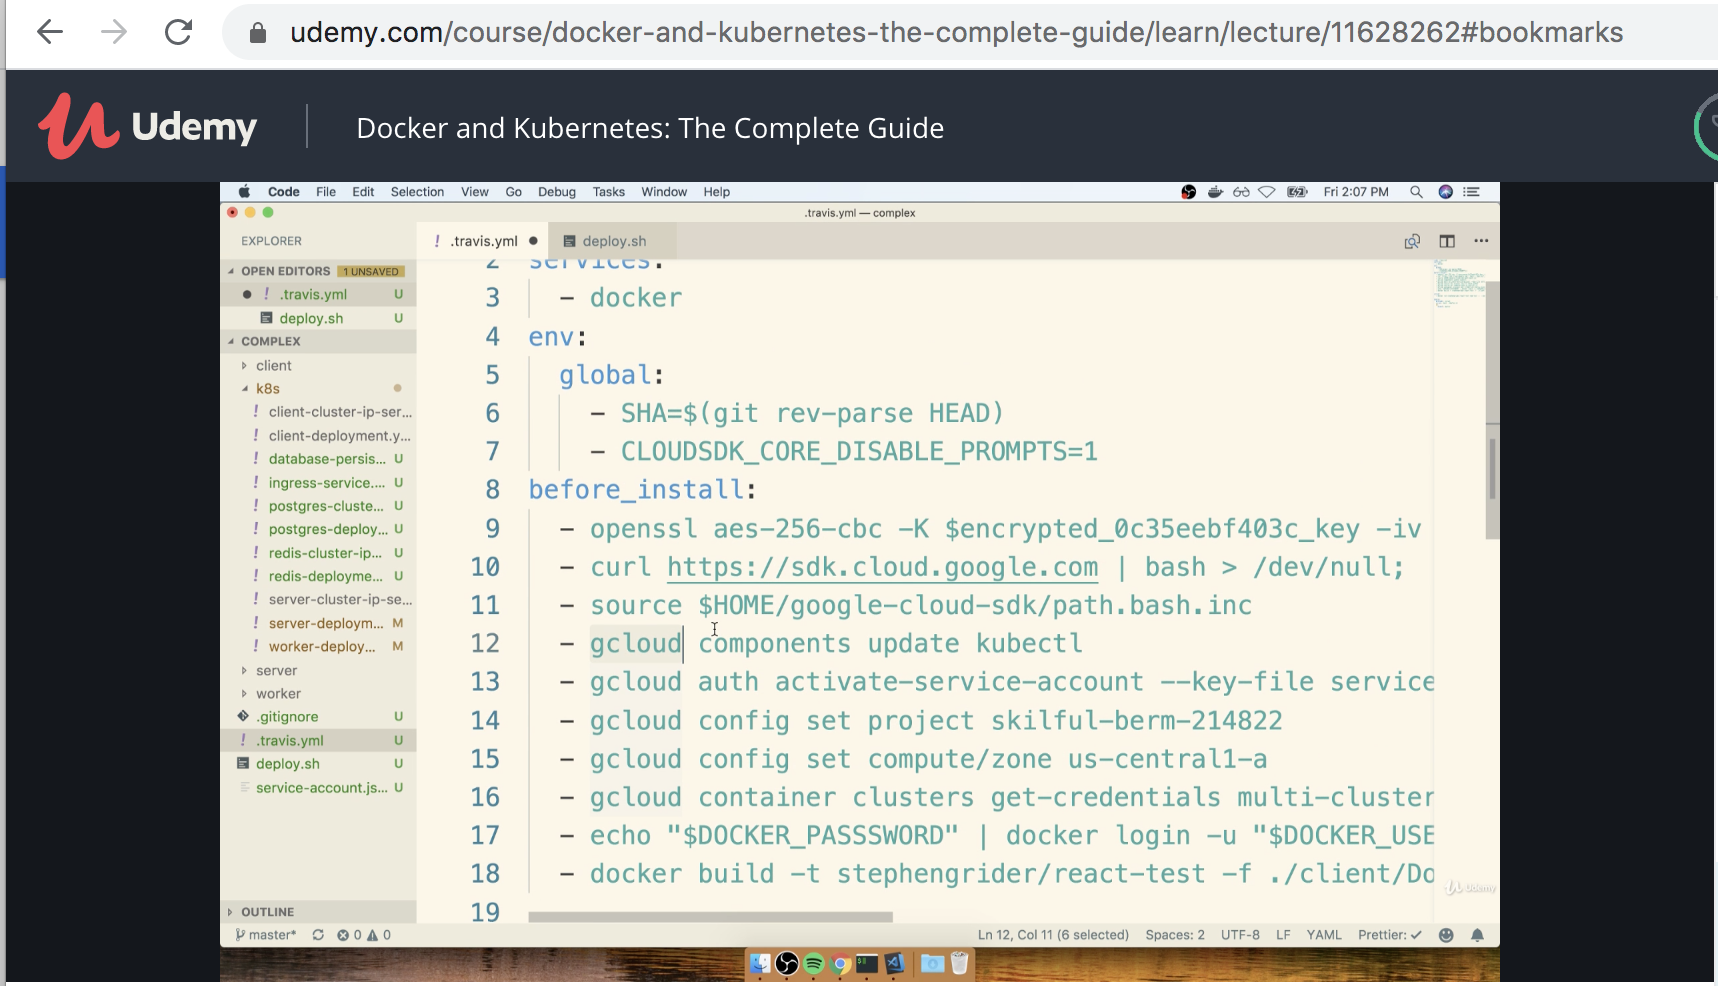 udemy.com/course/docker-and-kubernetes-the-complete-guide/learn/lecture/11628262#bookmarks
Udemy
Docker and Kubernetes: The Complete Guide
Code File Edit Selection View Go Debug Tasks Window Help Fri 2:07 PM
.travis.yml — complex
EXPLORER
! .travis.yml ● deploy.sh
OPEN EDITORS 1 UNSAVED
● ! .travis.yml U
deploy.sh U
COMPLEX
client
k8s
! client-cluster-ip-ser...
! client-deployment.y...
! database-persis... U
! ingress-service.... U
! postgres-cluste... U
! postgres-deploy... U
! redis-cluster-ip... U
! redis-deployme... U
! server-cluster-ip-se...
! server-deploym... M
! worker-deploy... M
server
worker
.gitignore U
! .travis.yml U
deploy.sh U
service-account.js... U
OUTLINE
2 services:
3 - docker
4 env:
5 global:
6 - SHA=$(git rev-parse HEAD)
7 - CLOUDSDK_CORE_DISABLE_PROMPTS=1
8 before_install:
9 - openssl aes-256-cbc -K $encrypted_0c35eebf403c_key -iv
10 - curl https://sdk.cloud.google.com | bash > /dev/null;
11 - source $HOME/google-cloud-sdk/path.bash.inc
12 - gcloud components update kubectl
13 - gcloud auth activate-service-account --key-file service
14 - gcloud config set project skilful-berm-214822
15 - gcloud config set compute/zone us-central1-a
16 - gcloud container clusters get-credentials multi-cluster
17 - echo "$DOCKER_PASSSWORD" | docker login -u "$DOCKER_USE
18 - docker build -t stephengrider/react-test -f ./client/Do
19
Udemy
master* 0 0 Ln 12, Col 11 (6 selected) Spaces: 2 UTF-8 LF YAML Prettier: ✓